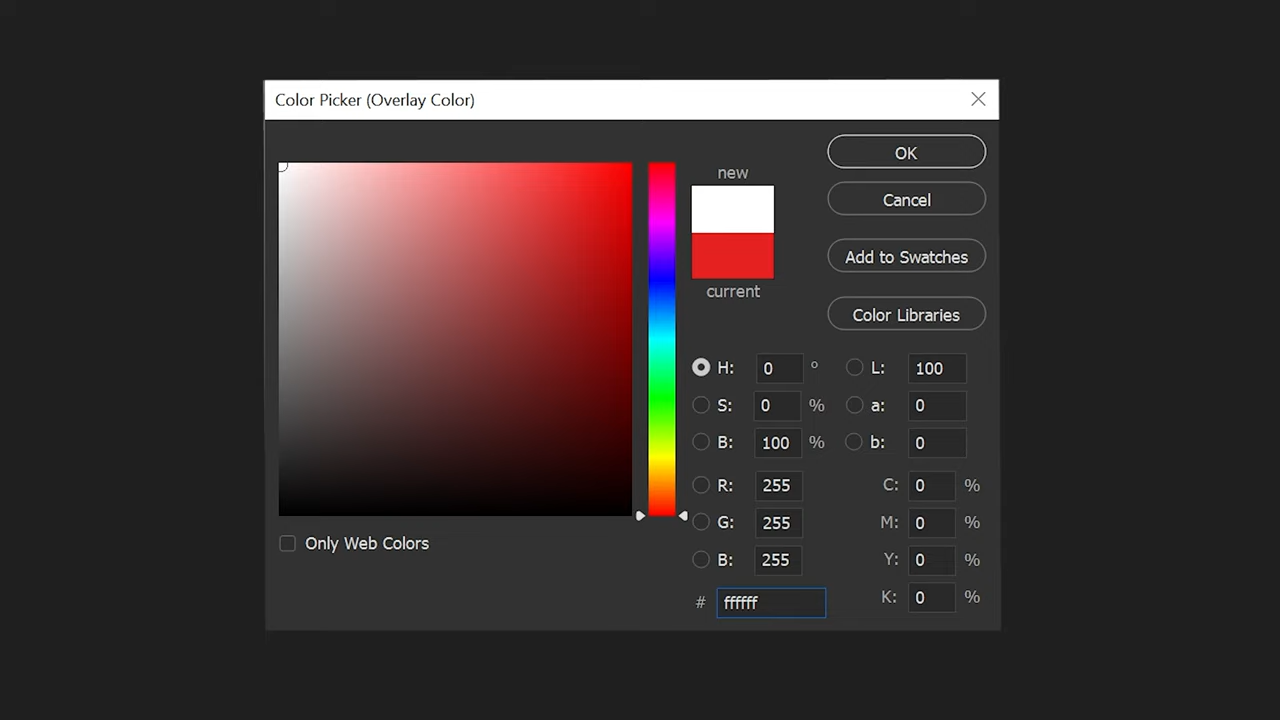 Color Picker (Overlay Color)
new
current
OK
Cancel
Add to Swatches
Color Libraries
H: 0 ° L: 100
S: 0 % a: 0
B: 100 % b: 0
R: 255 C: 0 %
G: 255 M: 0 %
B: 255 Y: 0 %
# ffffff K: 0 %
Only Web Colors